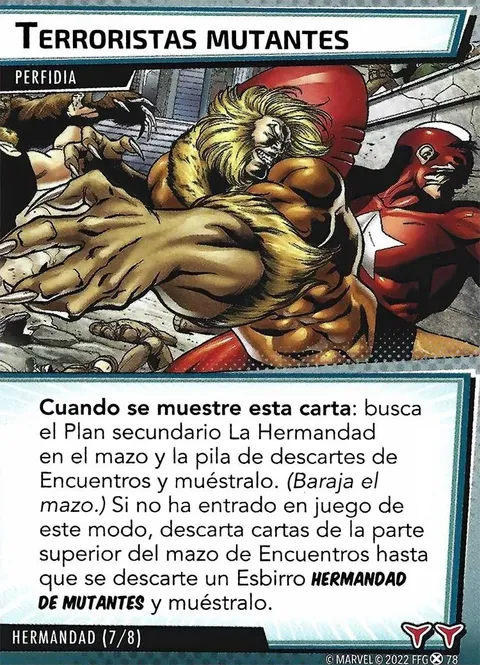 TERRORISTAS MUTANTES
PERFIDIA
Cuando se muestre esta carta: busca
el Plan secundario La Hermandad
en el mazo y la pila de descartes de
Encuentros y muéstralo. (Baraja el
mazo.) Si no ha entrado en juego de
este modo, descarta cartas de la parte
superior del mazo de Encuentros hasta
que se descarte un Esbirro HERMANDAD
DE MUTANTES y muéstralo.
HERMANDAD (7/8)
© MARVEL © 2022 FFG 78